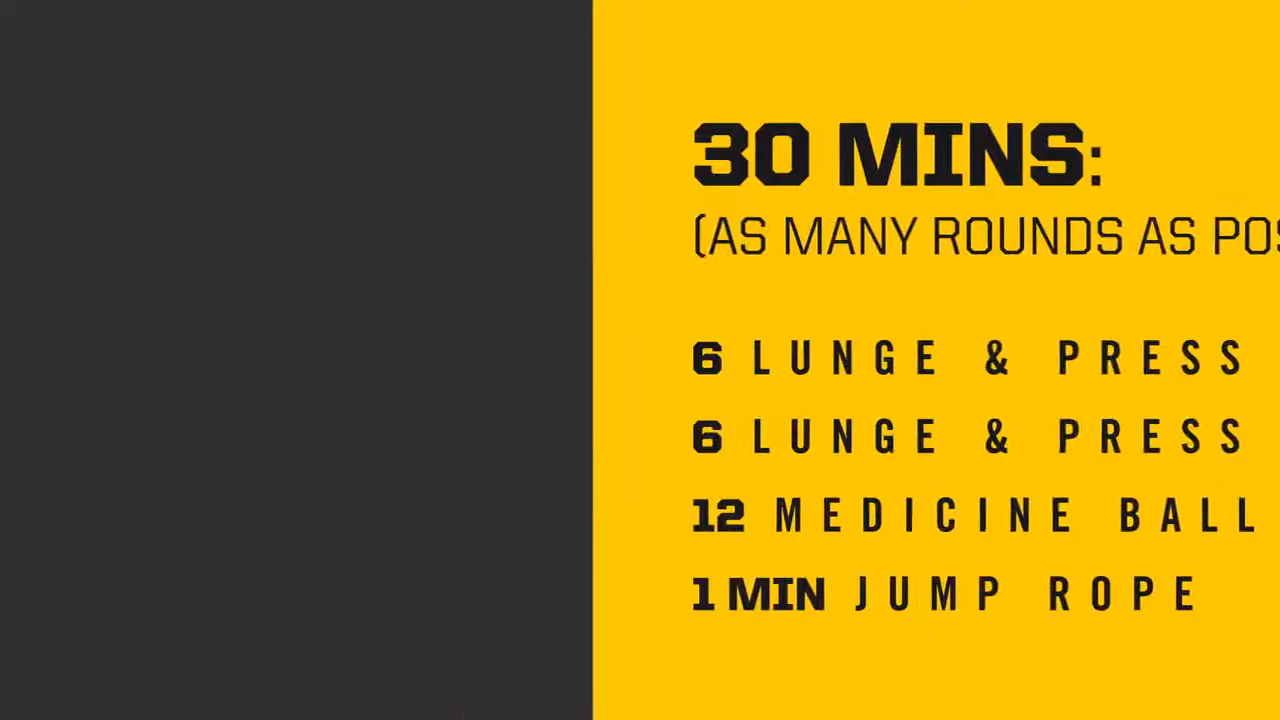 30 MINS:
(AS MANY ROUNDS AS
6 LUNGE & PRESS
6 LUNGE & PRESS
12 MEDICINE BALL
1 MIN JUMP ROPE